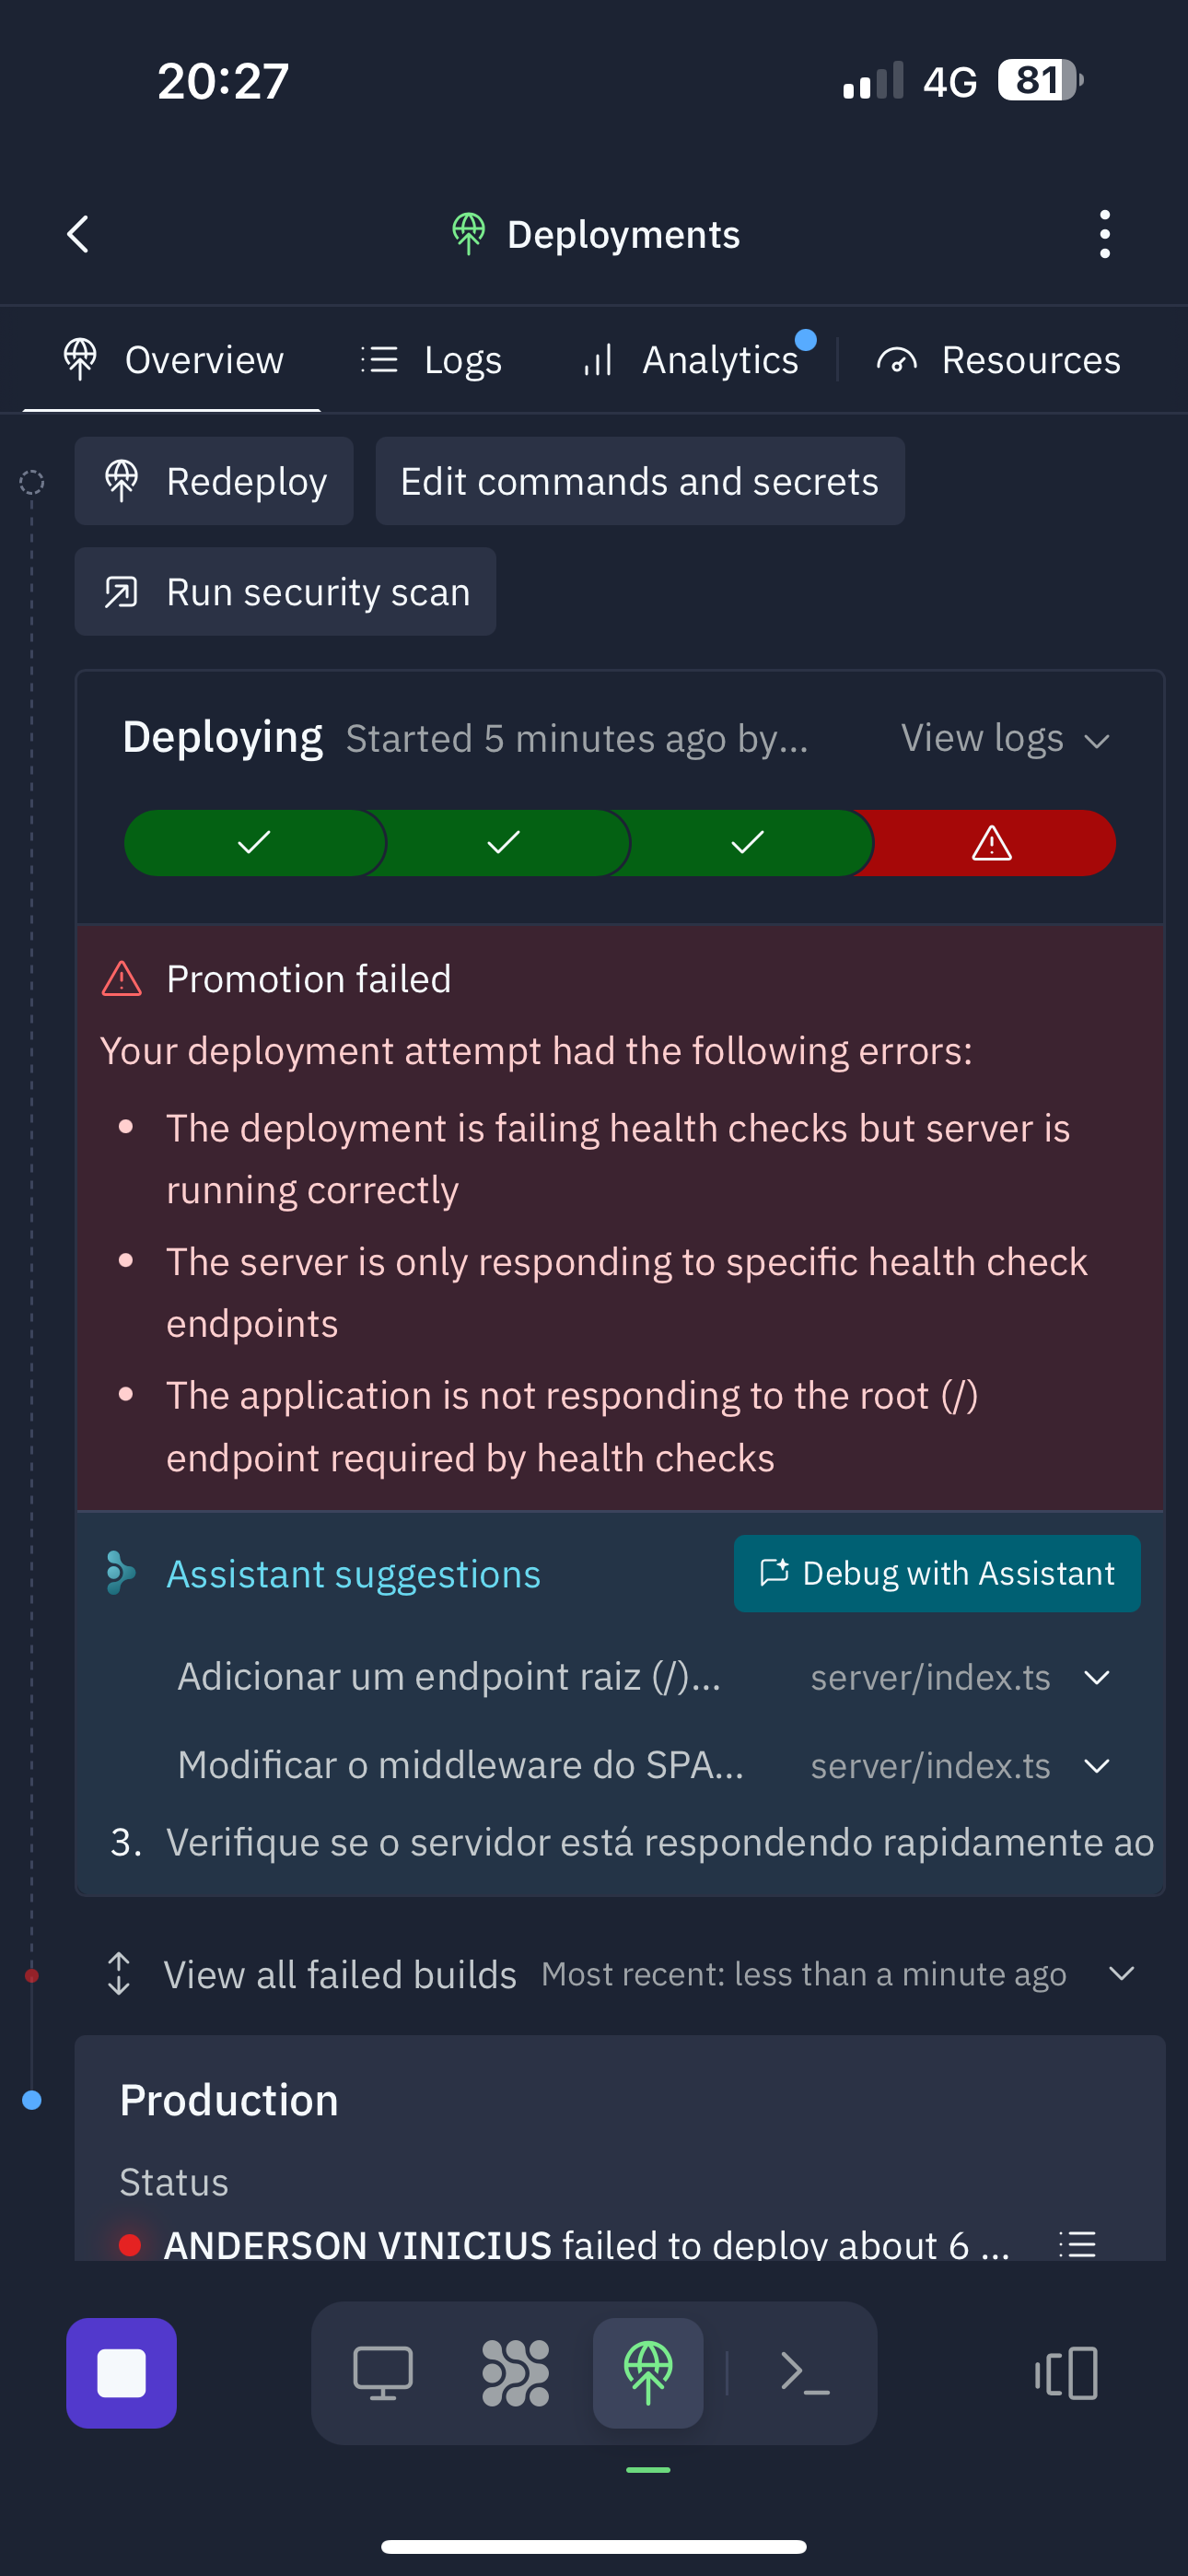 20:27
4G 81
Deployments
Overview Logs Analytics Resources
Redeploy Edit commands and secrets
Run security scan
Deploying Started 5 minutes ago by... View logs
Promotion failed
Your deployment attempt had the following errors:
The deployment is failing health checks but server is
running correctly
The server is only responding to specific health check
endpoints
The application is not responding to the root (/)
endpoint required by health checks
Assistant suggestions Debug with Assistant
Adicionar um endpoint raiz (/)... server/index.ts
Modificar o middleware do SPA... server/index.ts
3. Verifique se o servidor está respondendo rapidamente ao
View all failed builds Most recent: less than a minute ago
Production
Status
ANDERSON VINICIUS failed to deploy about 6 ...